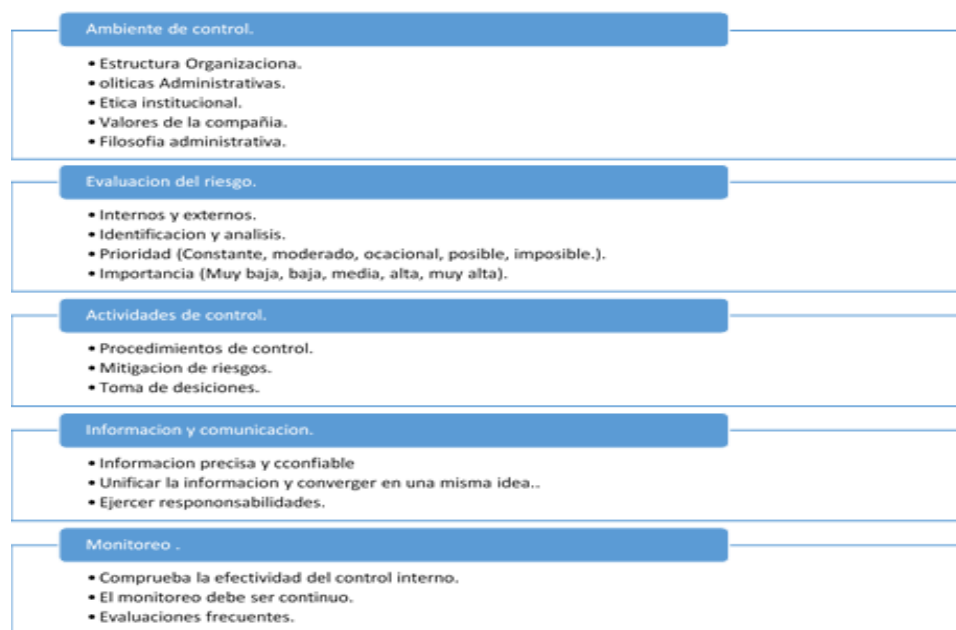 Ambiente de control.
• Estructura Organizaciona.
• oliticas Administrativas.
• Etica institucional.
• Valores de la compañia.
• Filosofia administrativa.
Evaluacion del riesgo.
• Internos y externos.
• Identificacion y analisis.
• Prioridad (Constante, moderado, ocacional, posible, imposible.).
• Importancia (Muy baja, baja, media, alta, muy alta).
Actividades de control.
• Procedimientos de control.
• Mitigacion de riesgos.
• Toma de desiciones.
Informacion y comunicacion.
• Informacion precisa y cconfiable
• Unificar la informacion y converger en una misma idea..
• Ejercer respononsabilidades.
Monitoreo .
• Comprueba la efectividad del control interno.
• El monitoreo debe ser continuo.
• Evaluaciones frecuentes.